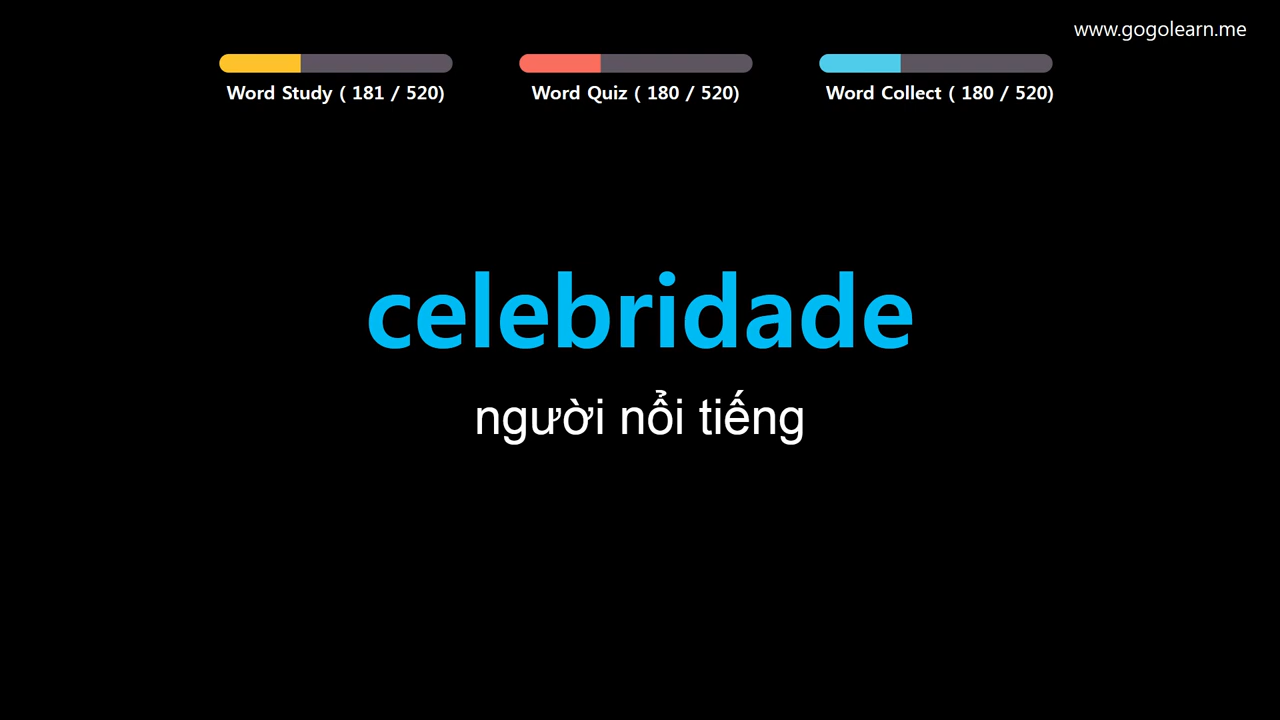 www.gogolearn.me
Word Study ( 181 / 520)
Word Quiz ( 180 / 520)
Word Collect ( 180 / 520)
celebridade
người nổi tiếng